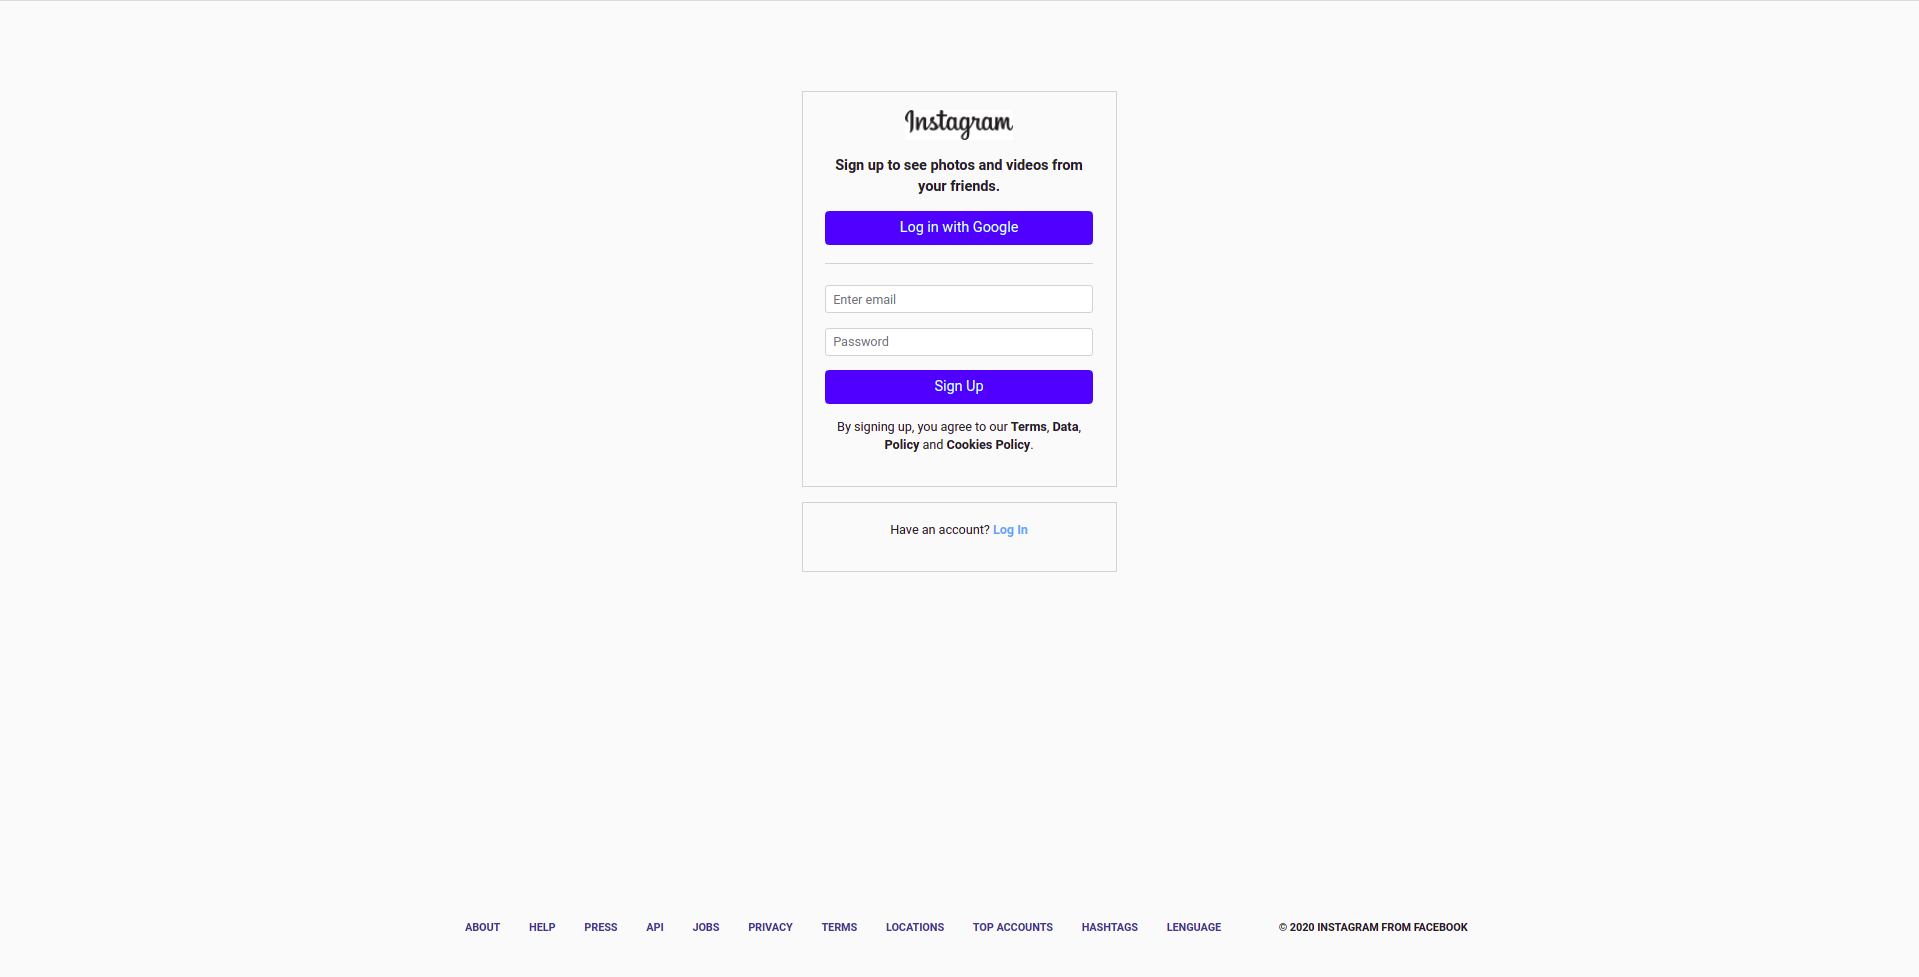 Instagram
Sign up to see photos and videos from
your friends.
Log in with Google
Enter email
Password
Sign Up
By signing up, you agree to our Terms, Data,
Policy and Cookies Policy.
Have an account? Log In
ABOUT HELP PRESS API JOBS PRIVACY TERMS LOCATIONS TOP ACCOUNTS HASHTAGS LENGUAGE © 2020 INSTAGRAM FROM FACEBOOK